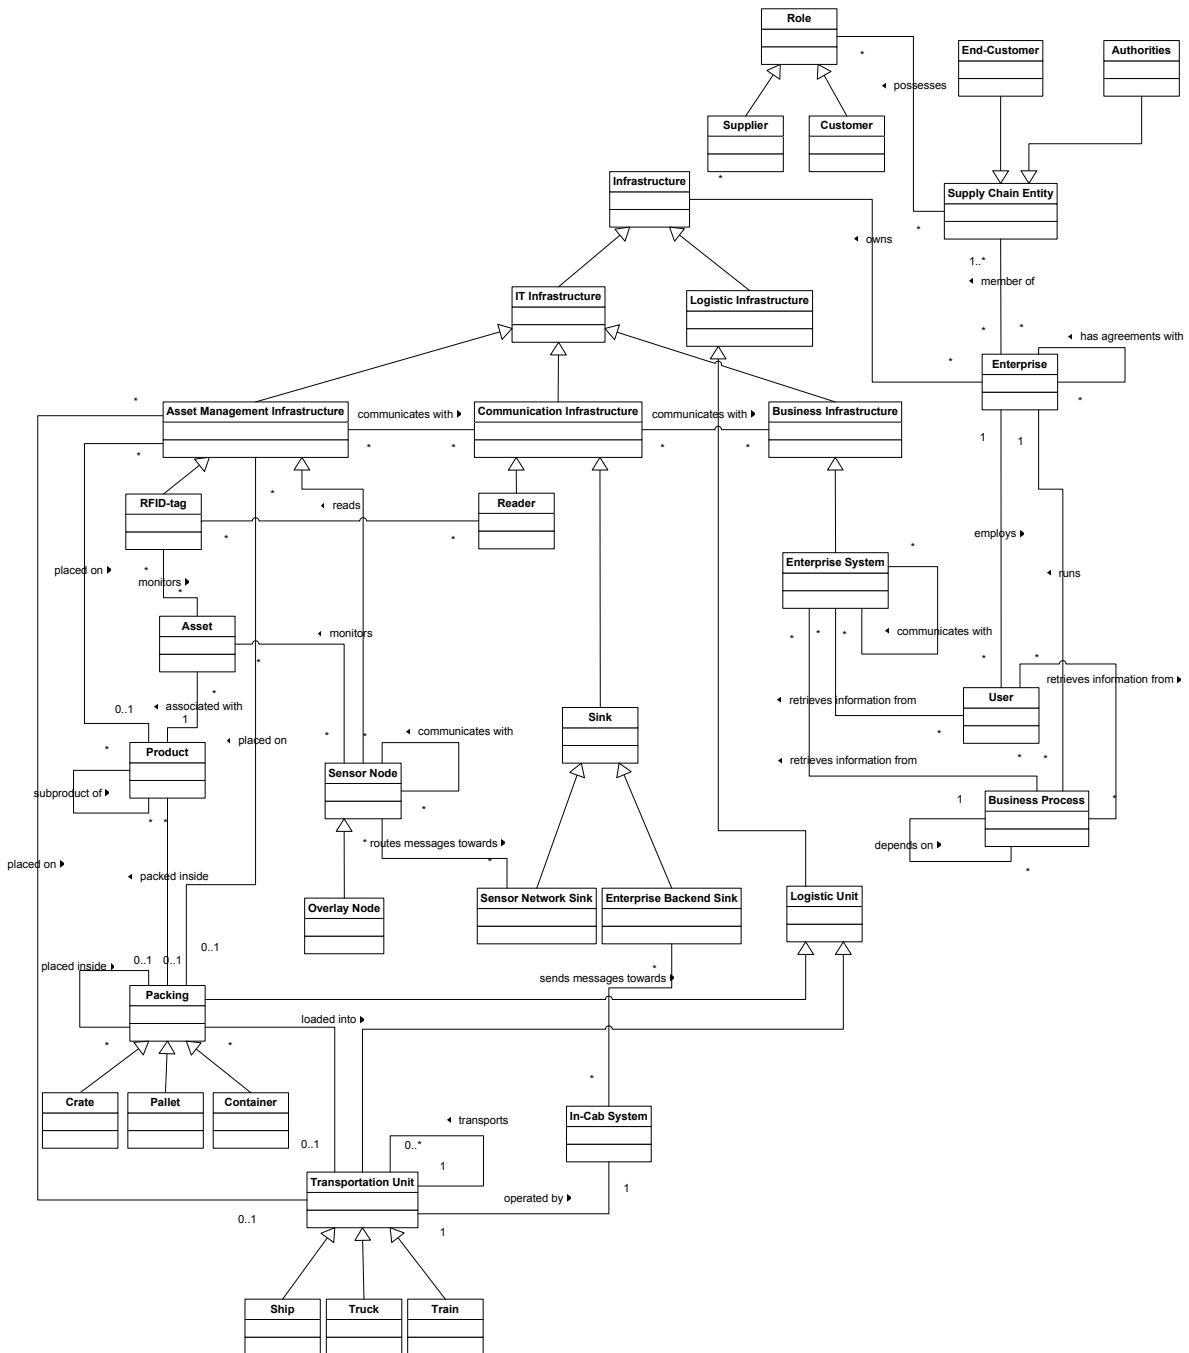 Role
End-Customer
Authorities
*
◂ possesses
Supplier
Customer
*
Infrastructure
Supply Chain Entity
*
◂ owns
1..*
◂ member of
IT Infrastructure
Logistic Infrastructure
*
*
◂ has agreements with
*
Enterprise
*
*
Asset Management Infrastructure
communicates with ▸
Communication Infrastructure
communicates with ▸
Business Infrastructure
1
1
*
*
*
*
*
*
RFID-tag
Reader
◂ reads
*
*
employs ▸
*
Enterprise System
placed on ▸
*
monitors ▸
*
◂ runs
Asset
◂ monitors
*
*
*
◂ communicates with
*
*
*
retrieves information from ▸
*
◂ associated with
0..1
1
◂ retrieves information from
User
Sink
*
Product
◂ placed on
*
*
◂ communicates with
*
*
◂ retrieves information from
Sensor Node
subproduct of ▸
*
1
Business Process
*
*
*
* routes messages towards ▸
*
depends on ▸
placed on ▸
◂ packed inside
*
Overlay Node
Sensor Network Sink
Enterprise Backend Sink
Logistic Unit
0..1
placed inside ▸
0..1
0..1
*
sends messages towards ▸
Packing
loaded into ▸
*
*
*
Crate
Pallet
Container
In-Cab System
◂ transports
0..1
0..*
1
Transportation Unit
1
operated by ▸
0..1
1
Ship
Truck
Train